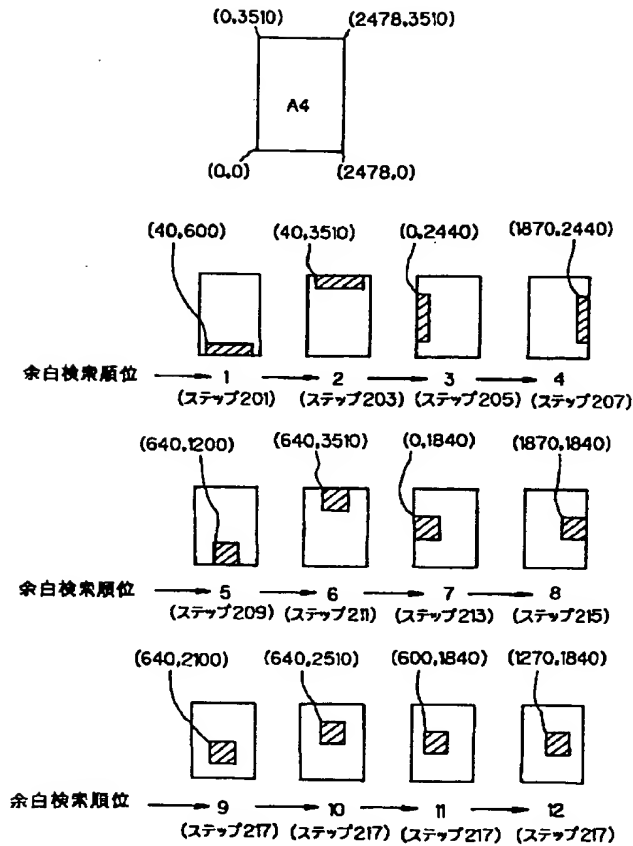 (0,3510) (2478,3510)
A4
(0,0) (2478,0)
(40,600) (40,3510) (0,2440) (1870,2440)
余白検索順位 1 2 3 4
(ステップ201) (ステップ203) (ステップ205) (ステップ207)
(640,1200) (640,3510) (0,1840) (1870,1840)
余白検索順位 5 6 7 8
(ステップ209) (ステップ211) (ステップ213) (ステップ215)
(640,2100) (640,2510) (600,1840) (1270,1840)
余白検索順位 9 10 11 12
(ステップ217) (ステップ217) (ステップ217) (ステップ217)